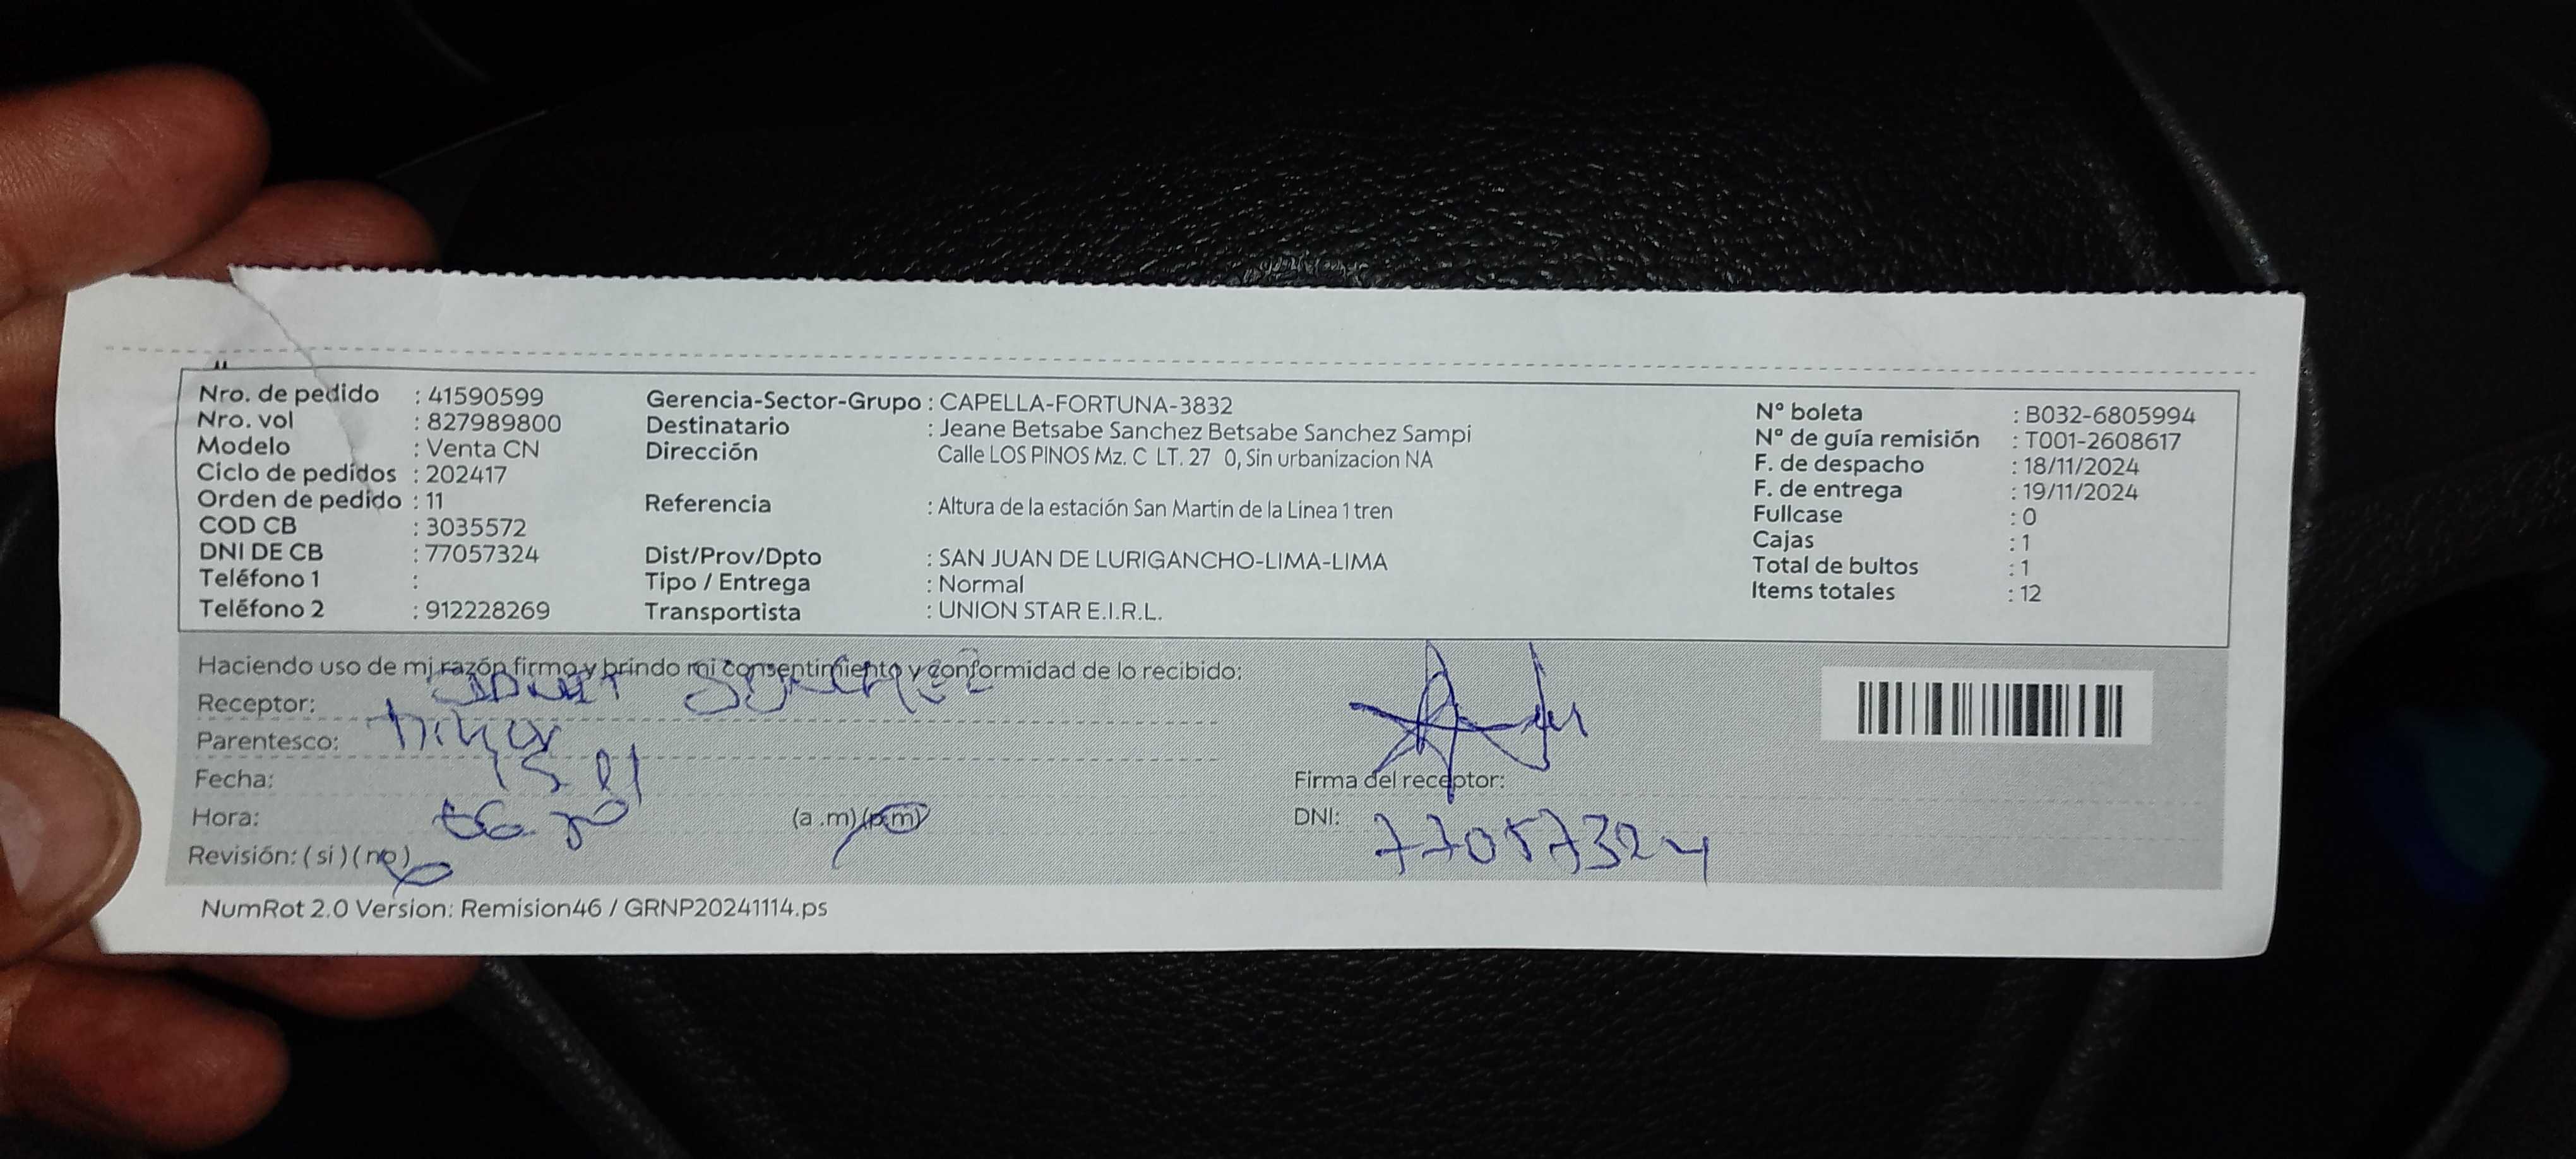 Nro. de pedido : 41590599
Nro. vol : 827989800
Modelo : Venta CN
Ciclo de pedidos : 202417
Orden de pedido : 11
COD CB : 3035572
DNI DE CB : 77057324
Teléfono 1 :
Teléfono 2 : 912228269
Gerencia-Sector-Grupo : CAPELLA-FORTUNA-3832
Destinatario : Jeane Betsabe Sanchez Betsabe Sanchez Sampi
Dirección Calle LOS PINOS Mz. C LT. 27 0, Sin urbanizacion NA
Referencia : Altura de la estación San Martin de la Linea 1 tren
Dist/Prov/Dpto : SAN JUAN DE LURIGANCHO-LIMA-LIMA
Tipo / Entrega : Normal
Transportista : UNION STAR E.I.R.L.
N° boleta : B032-6805994
N° de guía remisión : T001-2608617
F. de despacho : 18/11/2024
F. de entrega : 19/11/2024
Fullcase : 0
Cajas : 1
Total de bultos : 1
Items totales : 12
Haciendo uso de mi razón firmo y brindo mi consentimiento y conformidad de lo recibido:
Receptor:
Parentesco:
Fecha:
Hora: (a .m) (p.m)
Revisión: ( si ) ( no )
Firma del receptor:
DNI: 77057324
NumRot 2.0 Version: Remision46 / GRNP20241114.ps